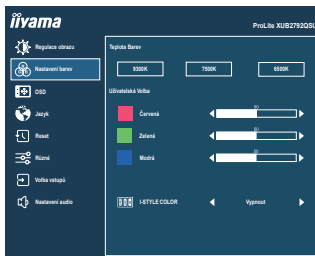 iiyama
ProLite XUB2792QSU
Regulace obrazu
Nastavení barev
OSD
Jazyk
Reset
Různé
Volba vstupů
Nastavení audio
Teplota Barev
9300K 7500K 6500K
Uživatelská Volba
Červená 50
Zelená 50
Modrá 50
I-STYLE COLOR Vypnout